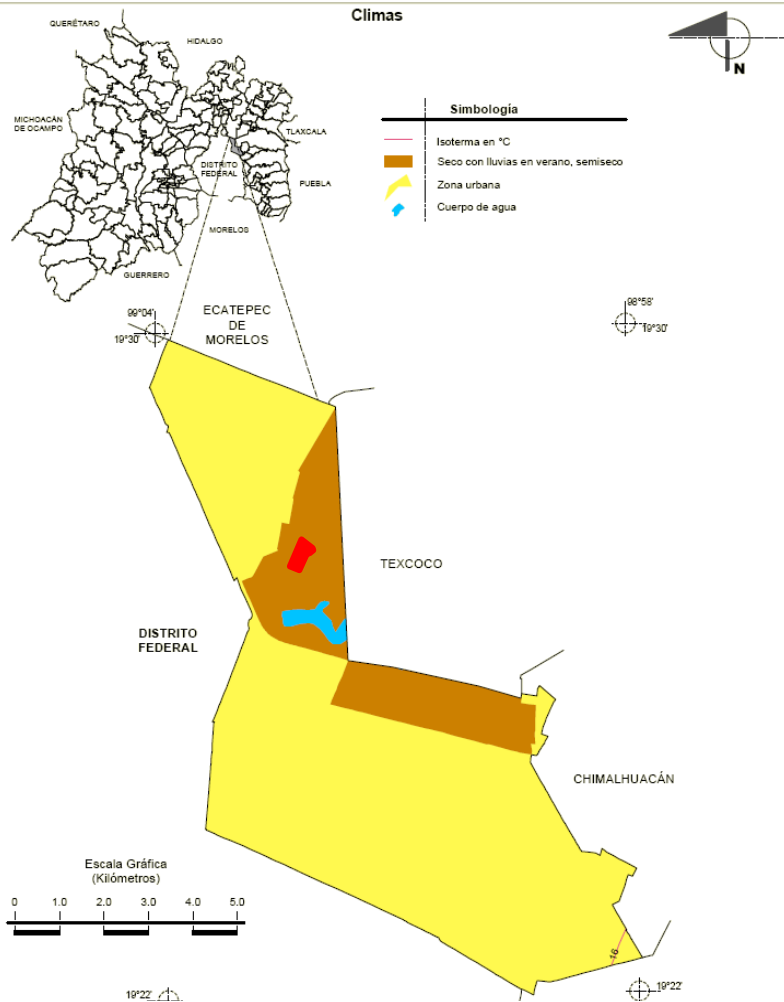 Climas
QUERÉTARO
HIDALGO
MICHOACÁN
DE OCAMPO
TLAXCALA
DISTRITO
FEDERAL
PUEBLA
MORELOS
GUERRERO
N
Simbología
Isoterma en °C
Seco con lluvias en verano, semiseco
Zona urbana
Cuerpo de agua
99°04'
19°30'
ECATEPEC
DE
MORELOS
98°58'
19°30'
TEXCOCO
DISTRITO
FEDERAL
CHIMALHUACÁN
Escala Gráfica
(Kilómetros)
0 1.0 2.0 3.0 4.0 5.0
16
19°22'
19°22'